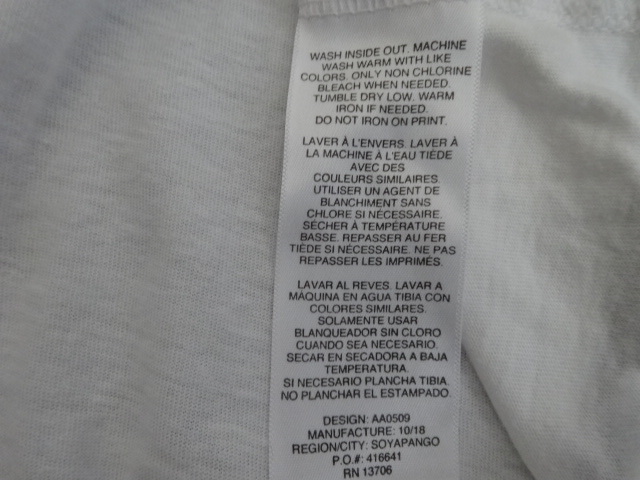 WASH INSIDE OUT. MACHINE
WASH WARM WITH LIKE
COLORS. ONLY NON CHLORINE
BLEACH WHEN NEEDED.
TUMBLE DRY LOW. WARM
IRON IF NEEDED.
DO NOT IRON ON PRINT.
LAVER À L'ENVERS. LAVER À
LA MACHINE À L'EAU TIÈDE
AVEC DES
COULEURS SIMILAIRES.
UTILISER UN AGENT DE
BLANCHIMENT SANS
CHLORE SI NÉCESSAIRE.
SÉCHER À TEMPÉRATURE
BASSE. REPASSER AU FER
TIÈDE SI NÉCESSAIRE. NE PAS
REPASSER LES IMPRIMÉS.
LAVAR AL REVES. LAVAR A
MÁQUINA EN AGUA TIBIA CON
COLORES SIMILARES.
SOLAMENTE USAR
BLANQUEADOR SIN CLORO
CUANDO SEA NECESARIO.
SECAR EN SECADORA A BAJA
TEMPERATURA.
SI NECESARIO PLANCHA TIBIA.
NO PLANCHAR EL ESTAMPADO.
DESIGN: AA0509
MANUFACTURE: 10/18
REGION/CITY: SOYAPANGO
P.O.#: 416641
RN 13706